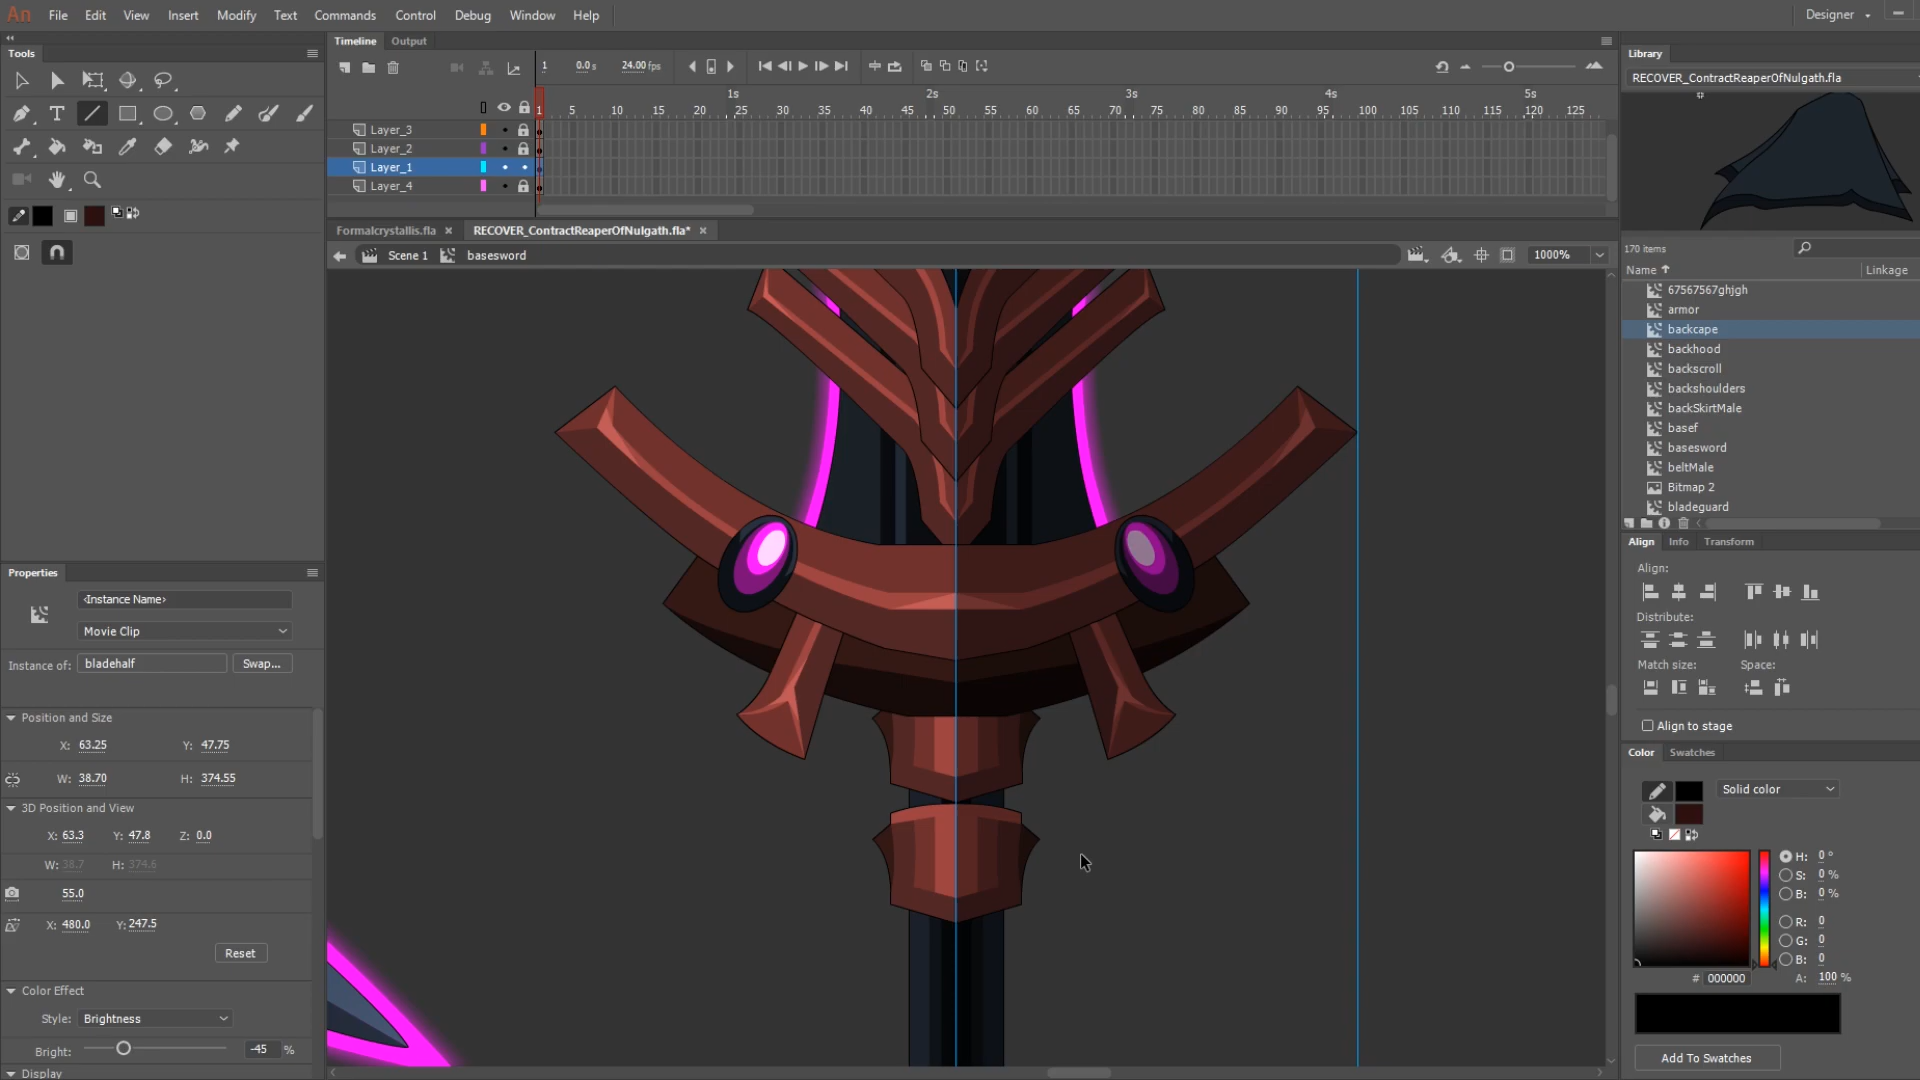 An File Edit View Insert Modify Text Commands Control Debug Window Help Designer
Tools
Timeline Output
1 0.0 s 24.00 fps
1s 2s 3s 4s 5s
1 5 10 15 20 25 30 35 40 45 50 55 60 65 70 75 80 85 90 95 100 105 110 115 120 125
Layer_3
Layer_2
Layer_1
Layer_4
Formalcrystallis.fla RECOVER_ContractReaperOfNulgath.fla*
Scene 1 basesword 1000%
Properties
<Instance Name>
Movie Clip
Instance of: bladehalf Swap...
Position and Size
X: 63.25 Y: 47.75
W: 38.70 H: 374.55
3D Position and View
X: 63.3 Y: 47.8 Z: 0.0
W: 38.7 H: 374.6
55.0
X: 480.0 Y: 247.5
Reset
Color Effect
Style: Brightness
Bright: -45 %
Display
Library
RECOVER_ContractReaperOfNulgath.fla
170 items
Name Linkage
67567567ghjgh
armor
backcape
backhood
backscroll
backshoulders
backSkirtMale
basef
basesword
beltMale
Bitmap 2
bladeguard
Align Info Transform
Align:
Distribute:
Match size: Space:
Align to stage
Color Swatches
Solid color
H: 0 °
S: 0 %
B: 0 %
R: 0
G: 0
B: 0
# 000000 A: 100 %
Add To Swatches